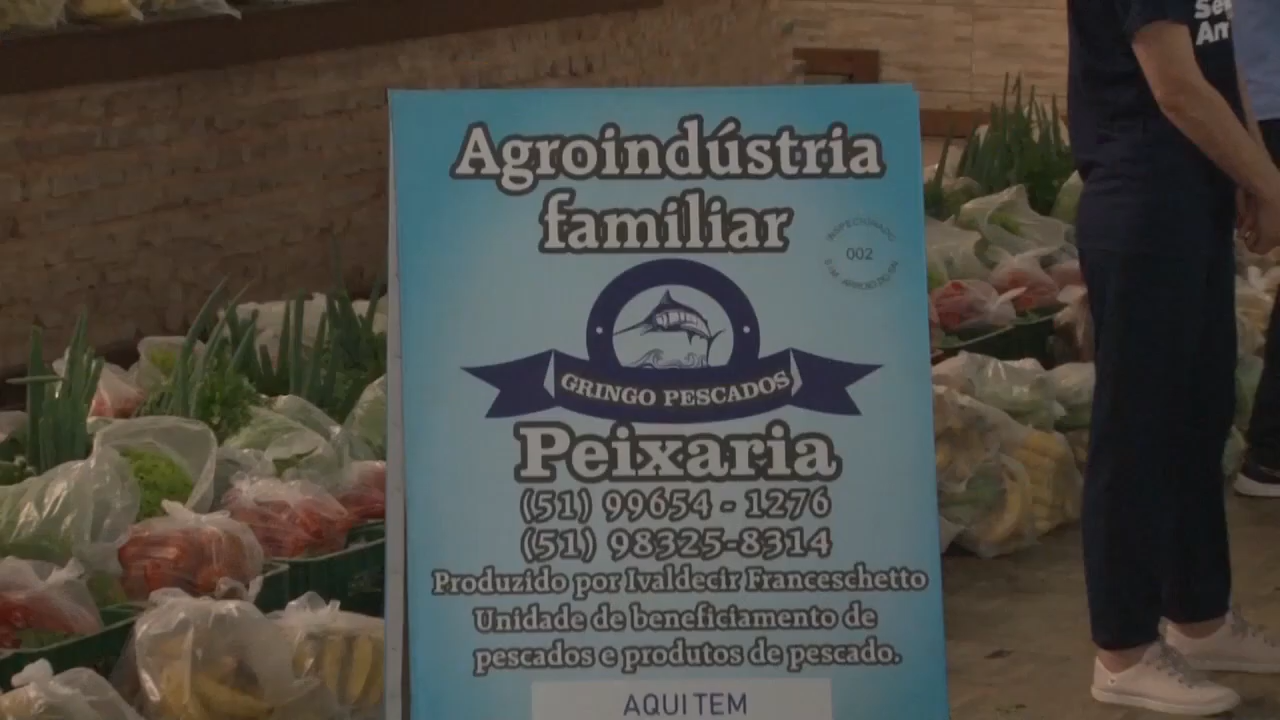 Agroindústria
familiar
INSPECIONADO
002
GRINGO PESCADOS
Peixaria
(51) 99654 - 1276
(51) 98325-8314
Produzido por Ivaldecir Franceschetto
Unidade de beneficiamento de
pescados e produtos de pescado.
AQUI TEM